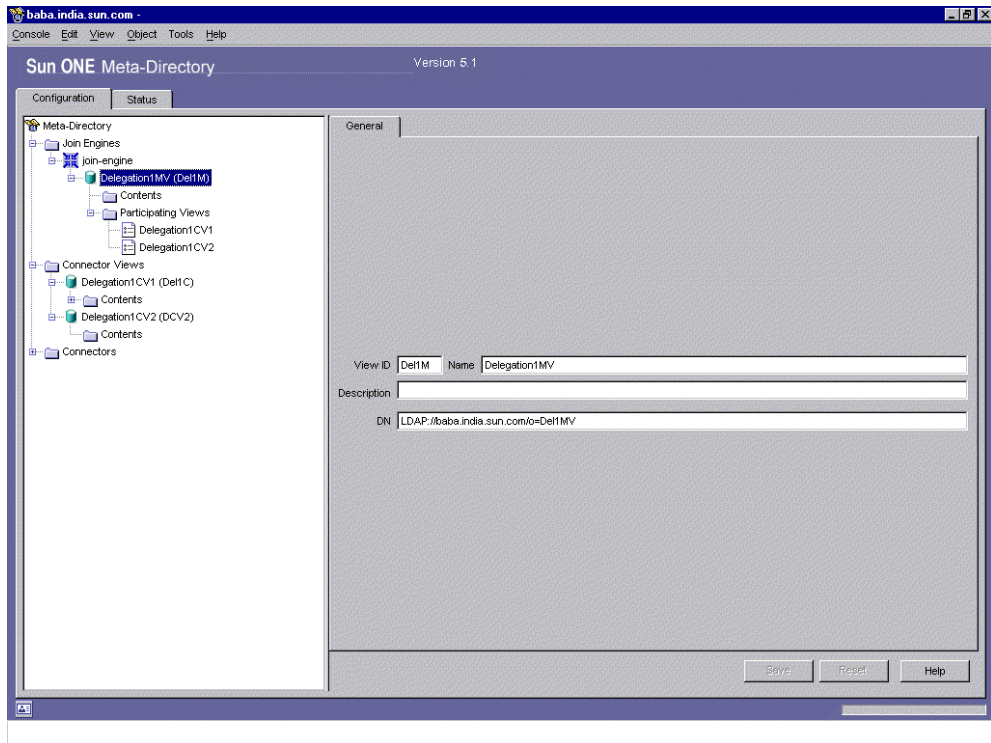 baba.india.sun.com -
Console Edit View Object Tools Help
Sun ONE Meta-Directory
Version 5.1
Configuration Status
Meta-Directory
Join Engines
join-engine
Delegation1MV (Del1M)
Contents
Participating Views
Delegation1CV1
Delegation1CV2
Connector Views
Delegation1CV1 (Del1C)
Contents
Delegation1CV2 (DCV2)
Contents
Connectors
General
View ID Del1M Name Delegation1MV
Description
DN LDAP://baba.india.sun.com/o=Del1MV
Save Reset Help